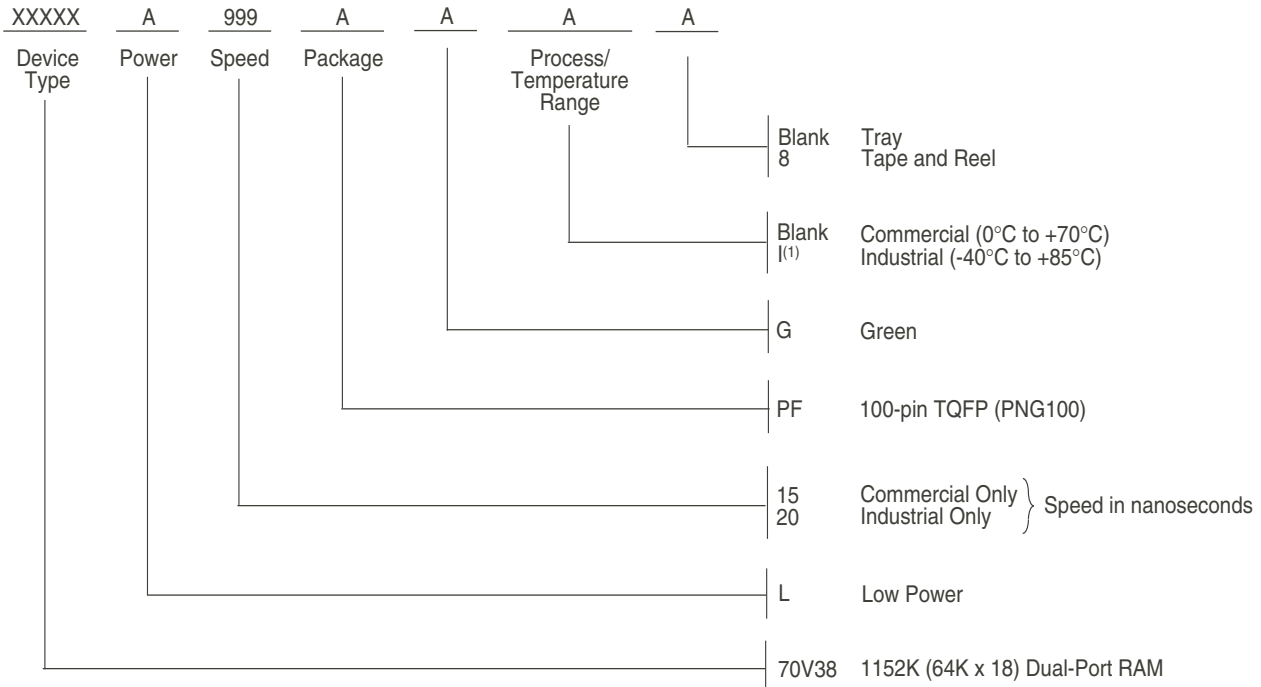 XXXXX A 999 A A A A
Device Type Power Speed Package Process/ Temperature Range
Blank Tray
8 Tape and Reel
Blank Commercial (0°C to +70°C)
I(1) Industrial (-40°C to +85°C)
G Green
PF 100-pin TQFP (PNG100)
15 Commercial Only
20 Industrial Only
Speed in nanoseconds
L Low Power
70V38 1152K (64K x 18) Dual-Port RAM